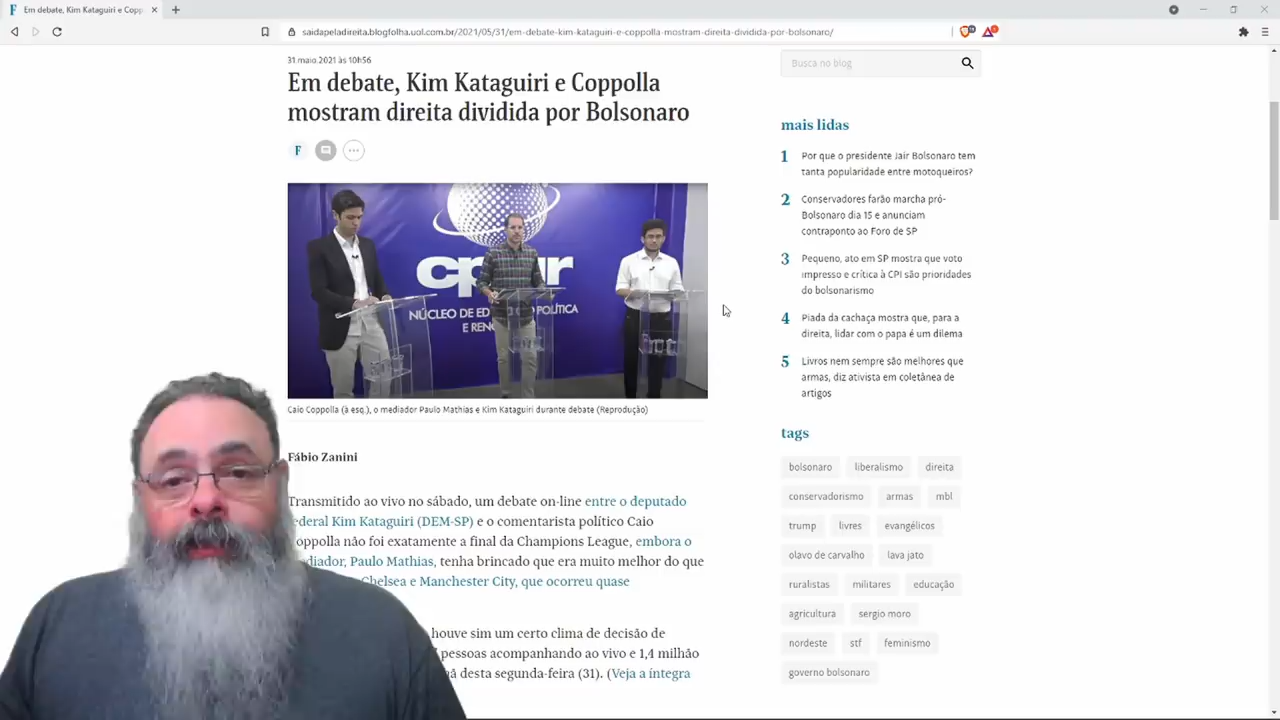 Em debate, Kim Kataguiri e Copp
saidapeladireita.blogfolha.uol.com.br/2021/05/31/em-debate-kim-kataguiri-e-coppolla-mostram-direita-dividida-por-bolsonaro/
31.maio.2021 às 10h56
Em debate, Kim Kataguiri e Coppolla
mostram direita dividida por Bolsonaro
F
NÚCLEO DE POLÍTICA
Caio Coppolla (à esq.), o mediador Paulo Mathias e Kim Kataguiri durante debate (Reprodução)
Fábio Zanini
Transmitido ao vivo no sábado, um debate on-line entre o deputado
ederal Kim Kataguiri (DEM-SP) e o comentarista político Caio
oppolla não foi exatamente a final da Champions League, embora o
ediador, Paulo Mathias, tenha brincado que era muito melhor do que
Chelsea e Manchester City, que ocorreu quase
houve sim um certo clima de decisão de
pessoas acompanhando ao vivo e 1,4 milhão
desta segunda-feira (31). (Veja a íntegra
Busca no blog
mais lidas
1 Por que o presidente Jair Bolsonaro tem
tanta popularidade entre motoqueiros?
2 Conservadores farão marcha pró-
Bolsonaro dia 15 e anunciam
contraponto ao Foro de SP
3 Pequeno, ato em SP mostra que voto
impresso e crítica à CPI são prioridades
do bolsonarismo
4 Piada da cachaça mostra que, para a
direita, lidar com o papa é um dilema
5 Livros nem sempre são melhores que
armas, diz ativista em coletânea de
artigos
tags
bolsonaro liberalismo direita
conservadorismo armas mbl
trump livres evangélicos
olavo de carvalho lava jato
ruralistas militares educação
agricultura sergio moro
nordeste stf feminismo
governo bolsonaro